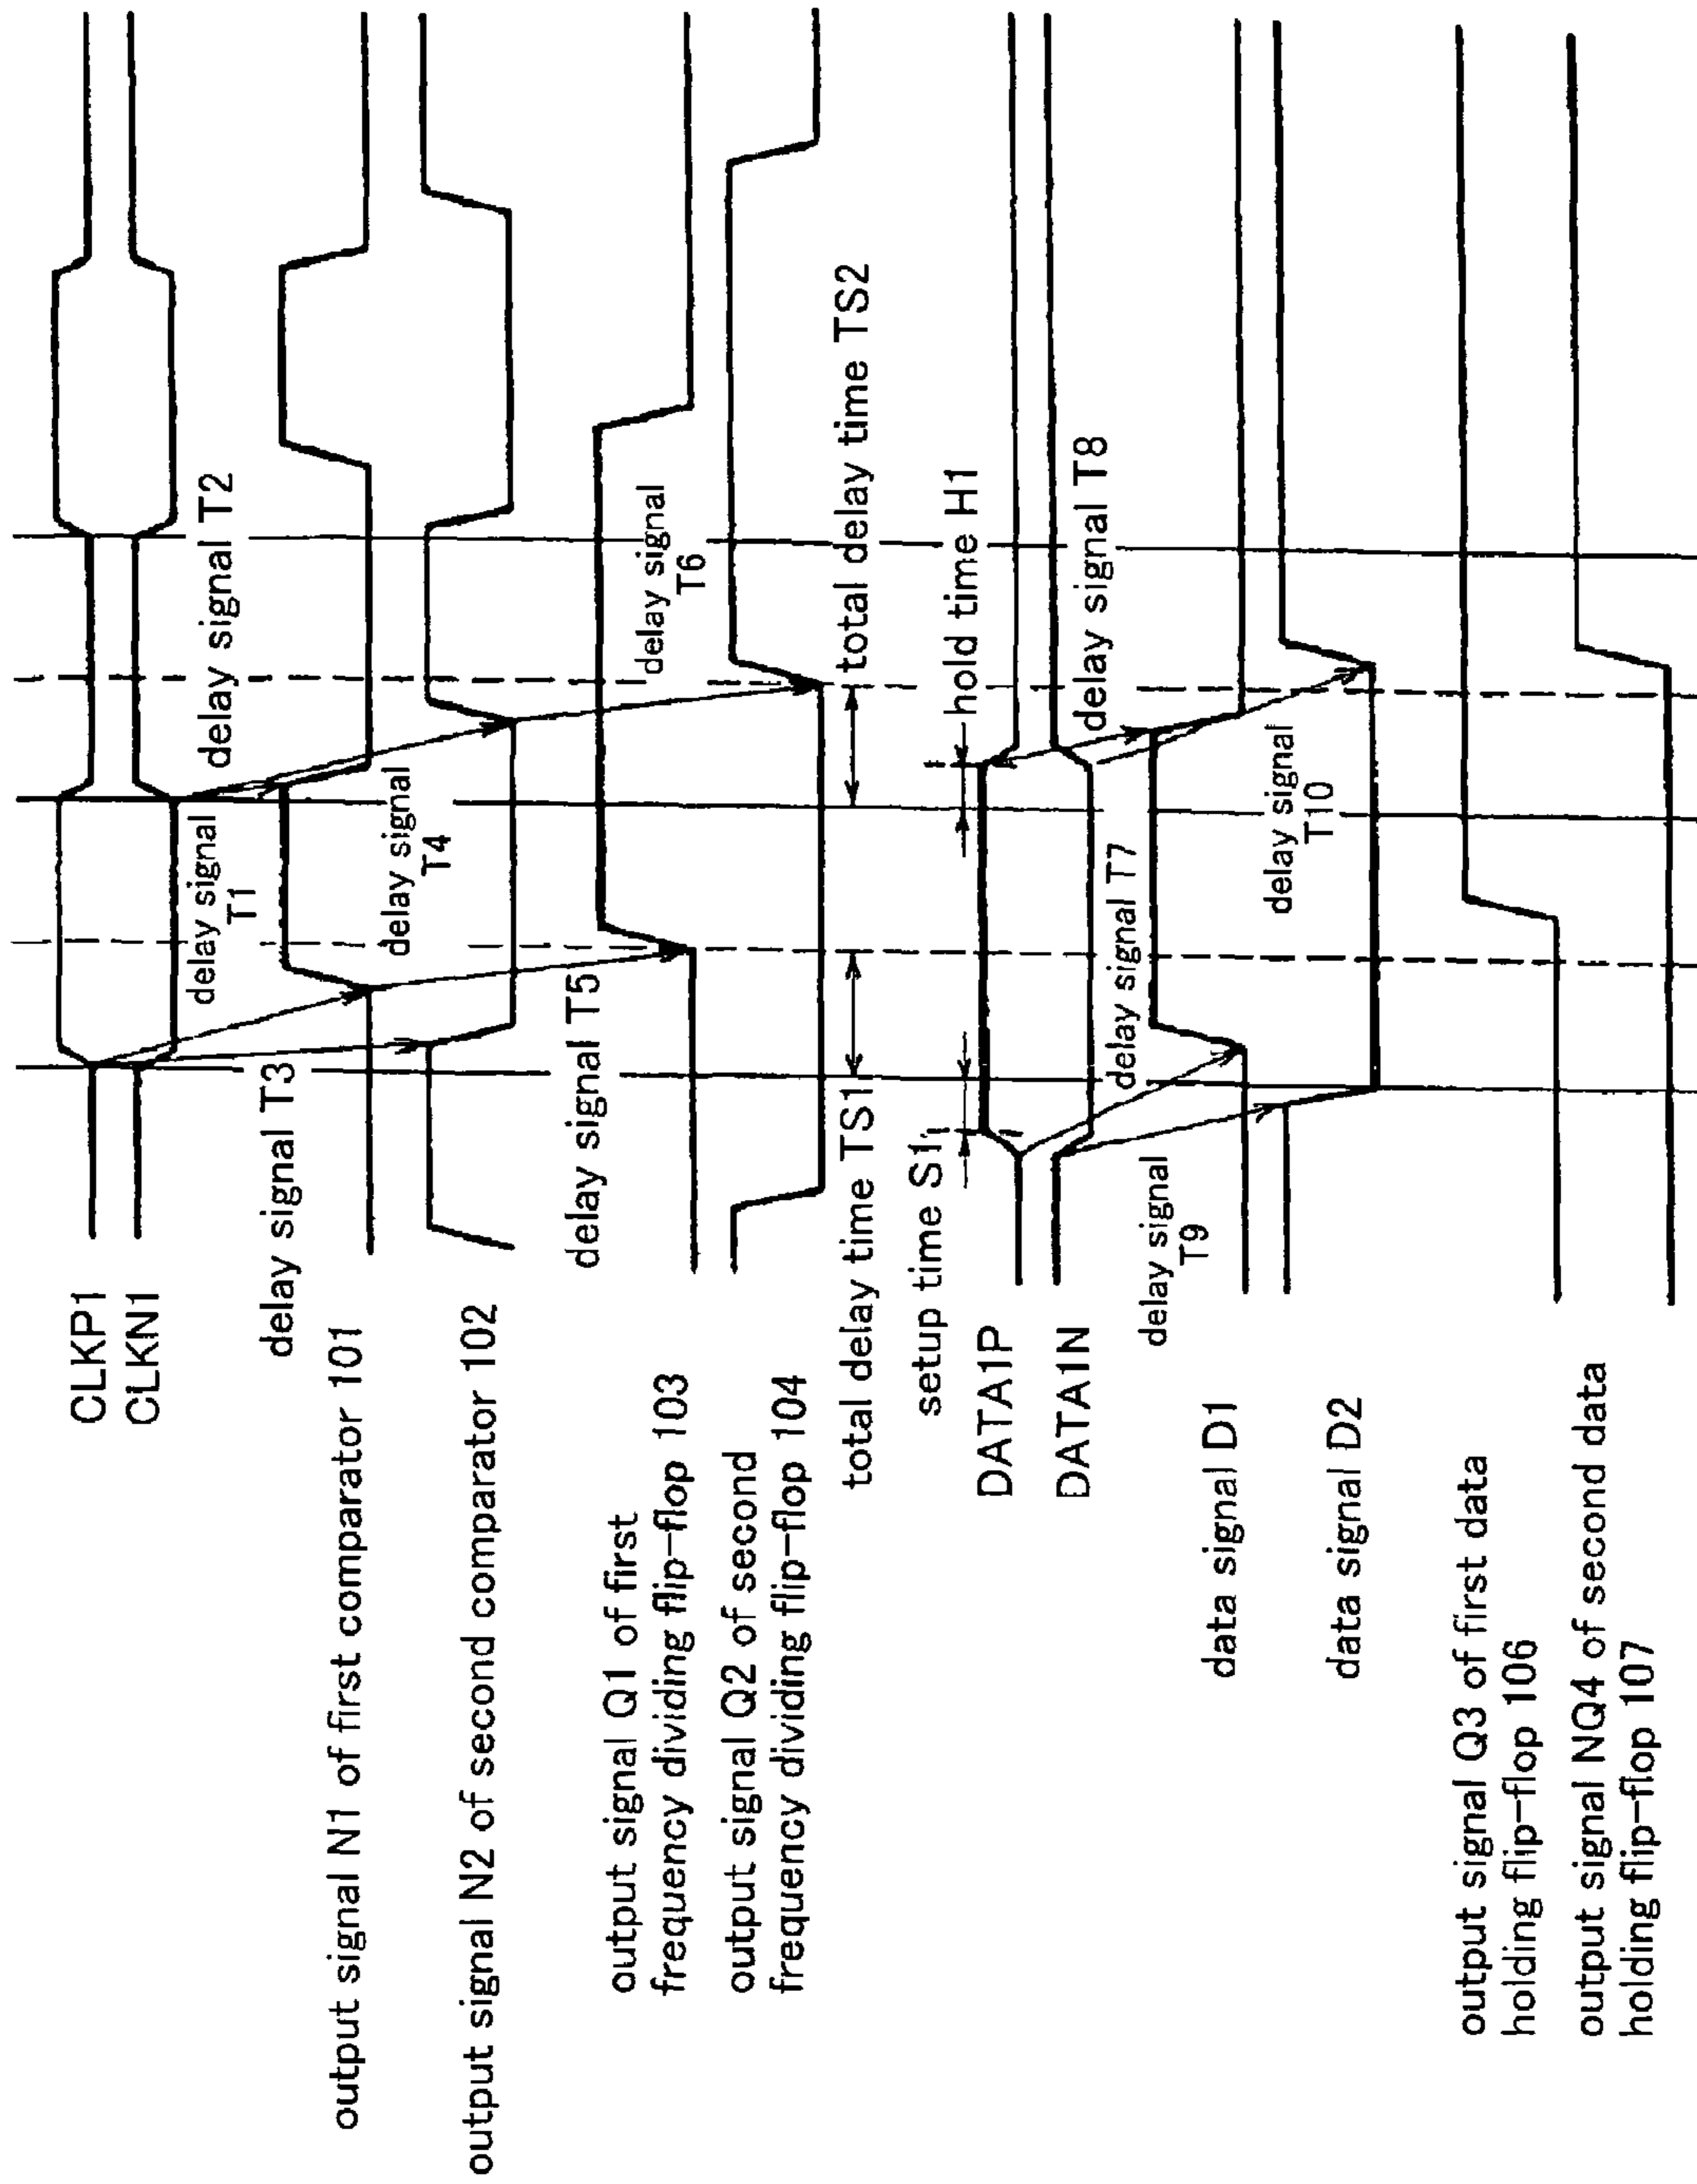 CLKP1
CLKN1
delay signal
T1
delay signal T2
delay signal T3
output signal N1 of first comparator 101
delay signal
T4
output signal N2 of second comparator 102
delay signal T5
delay signal
T6
output signal Q1 of first
frequency dividing flip-flop 103
output signal Q2 of second
frequency dividing flip-flop 104
total delay time TS1
total delay time TS2
setup time S1
hold time H1
DATA1P
DATA1N
delay signal T7
delay signal T8
delay signal
T9
data signal D1
delay signal
T10
data signal D2
output signal Q3 of first data
holding flip-flop 106
output signal NQ4 of second data
holding flip-flop 107